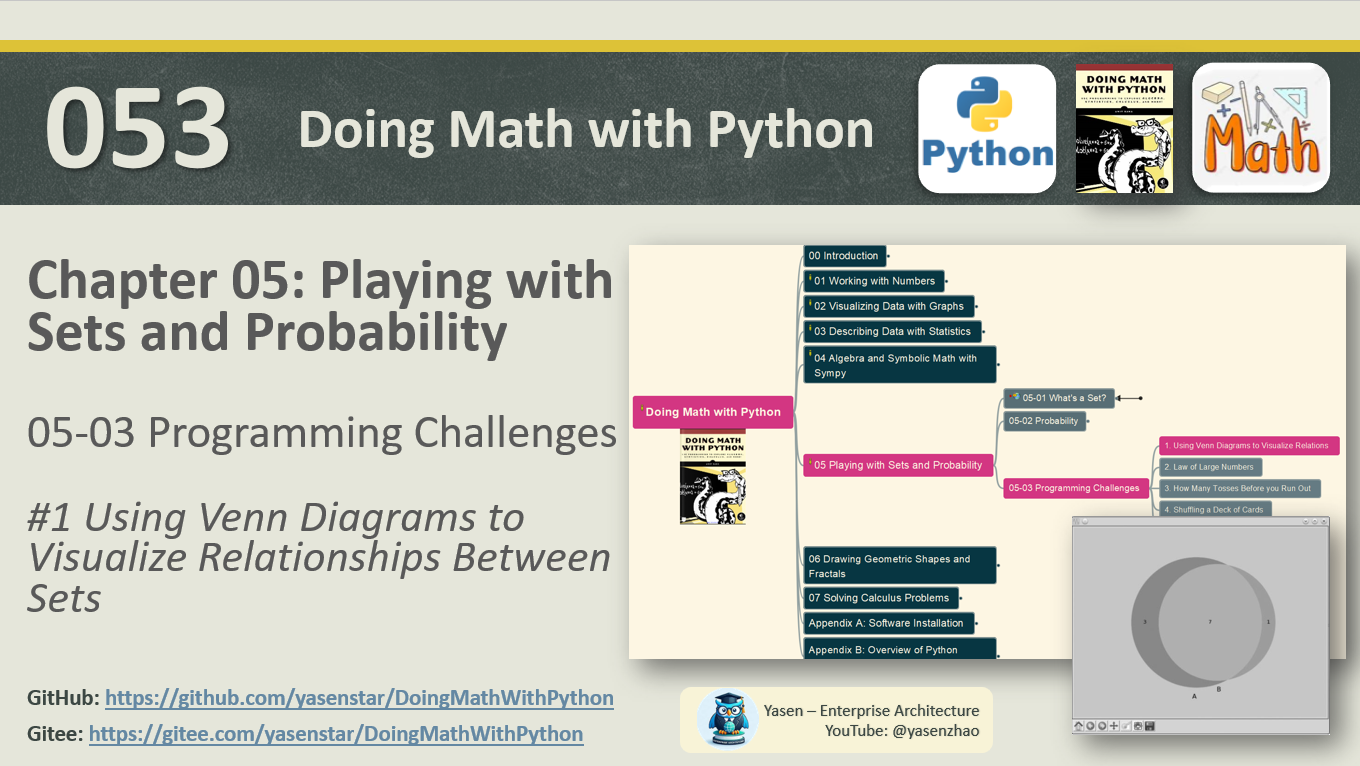 053
Doing Math with Python
Python
DOING MATH
WITH PYTHON
Math
Chapter 05: Playing with
Sets and Probability
05-03 Programming Challenges
#1 Using Venn Diagrams to
Visualize Relationships Between
Sets
GitHub: https://github.com/yasenstar/DoingMathWithPython
Gitee: https://gitee.com/yasenstar/DoingMathWithPython
Doing Math with Python
DOING MATH
WITH PYTHON
00 Introduction
01 Working with Numbers
02 Visualizing Data with Graphs
03 Describing Data with Statistics
04 Algebra and Symbolic Math with
Sympy
05 Playing with Sets and Probability
05-01 What's a Set?
05-02 Probability
05-03 Programming Challenges
1. Using Venn Diagrams to Visualize Relations
2. Law of Large Numbers
3. How Many Tosses Before you Run Out
4. Shuffling a Deck of Cards
06 Drawing Geometric Shapes and
Fractals
07 Solving Calculus Problems
Appendix A: Software Installation
Appendix B: Overview of Python
3 7 1
A B
Yasen – Enterprise Architecture
YouTube: @yasenzhao